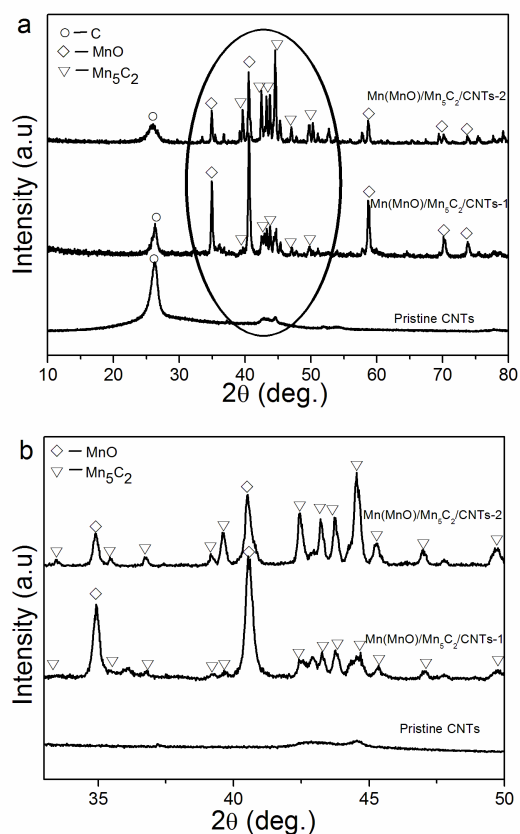 a
○ — C
◇ — MnO
▽ — Mn5C2
Mn(MnO)/Mn5C2/CNTs-2
Mn(MnO)/Mn5C2/CNTs-1
Pristine CNTs
Intensity (a.u)
10 20 30 40 50 60 70 80
2θ (deg.)
b
◇ — MnO
▽ — Mn5C2
Mn(MnO)/Mn5C2/CNTs-2
Mn(MnO)/Mn5C2/CNTs-1
Pristine CNTs
Intensity (a.u)
35 40 45 50
2θ (deg.)